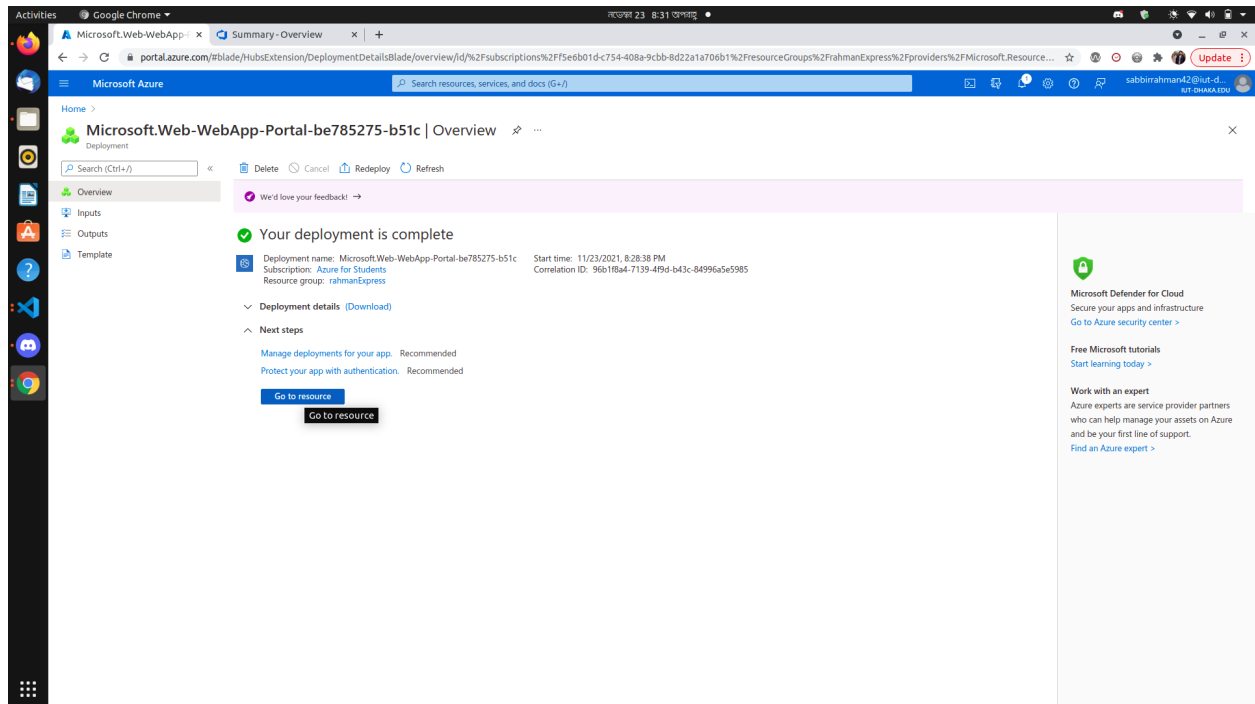 Activities Google Chrome নভেম্বর 23 8:31 অপরাহ্ণ
Microsoft.Web-WebApp- Summary - Overview
portal.azure.com/#blade/HubsExtension/DeploymentDetailsBlade/overview/id/%2Fsubscriptions%2Ff5e6b01d-c754-408a-9cbb-8d22a1a706b1%2FresourceGroups%2FrahmanExpress%2Fproviders%2FMicrosoft.Resource... Update
Microsoft Azure Search resources, services, and docs (G+/) 1 sabbirrahman42@iut-d...
IUT-DHAKA.EDU
Home >
Microsoft.Web-WebApp-Portal-be785275-b51c | Overview ...
Deployment
Search (Ctrl+/) « Delete Cancel Redeploy Refresh
Overview
Inputs
Outputs
Template
We'd love your feedback! →
Your deployment is complete
Deployment name: Microsoft.Web-WebApp-Portal-be785275-b51c Start time: 11/23/2021, 8:28:38 PM
Subscription: Azure for Students Correlation ID: 96b1f8a4-7139-4f9d-b43c-84996a5e5985
Resource group: rahmanExpress
Deployment details (Download)
Next steps
Manage deployments for your app. Recommended
Protect your app with authentication. Recommended
Go to resource
Go to resource
Microsoft Defender for Cloud
Secure your apps and infrastructure
Go to Azure security center >
Free Microsoft tutorials
Start learning today >
Work with an expert
Azure experts are service provider partners
who can help manage your assets on Azure
and be your first line of support.
Find an Azure expert >